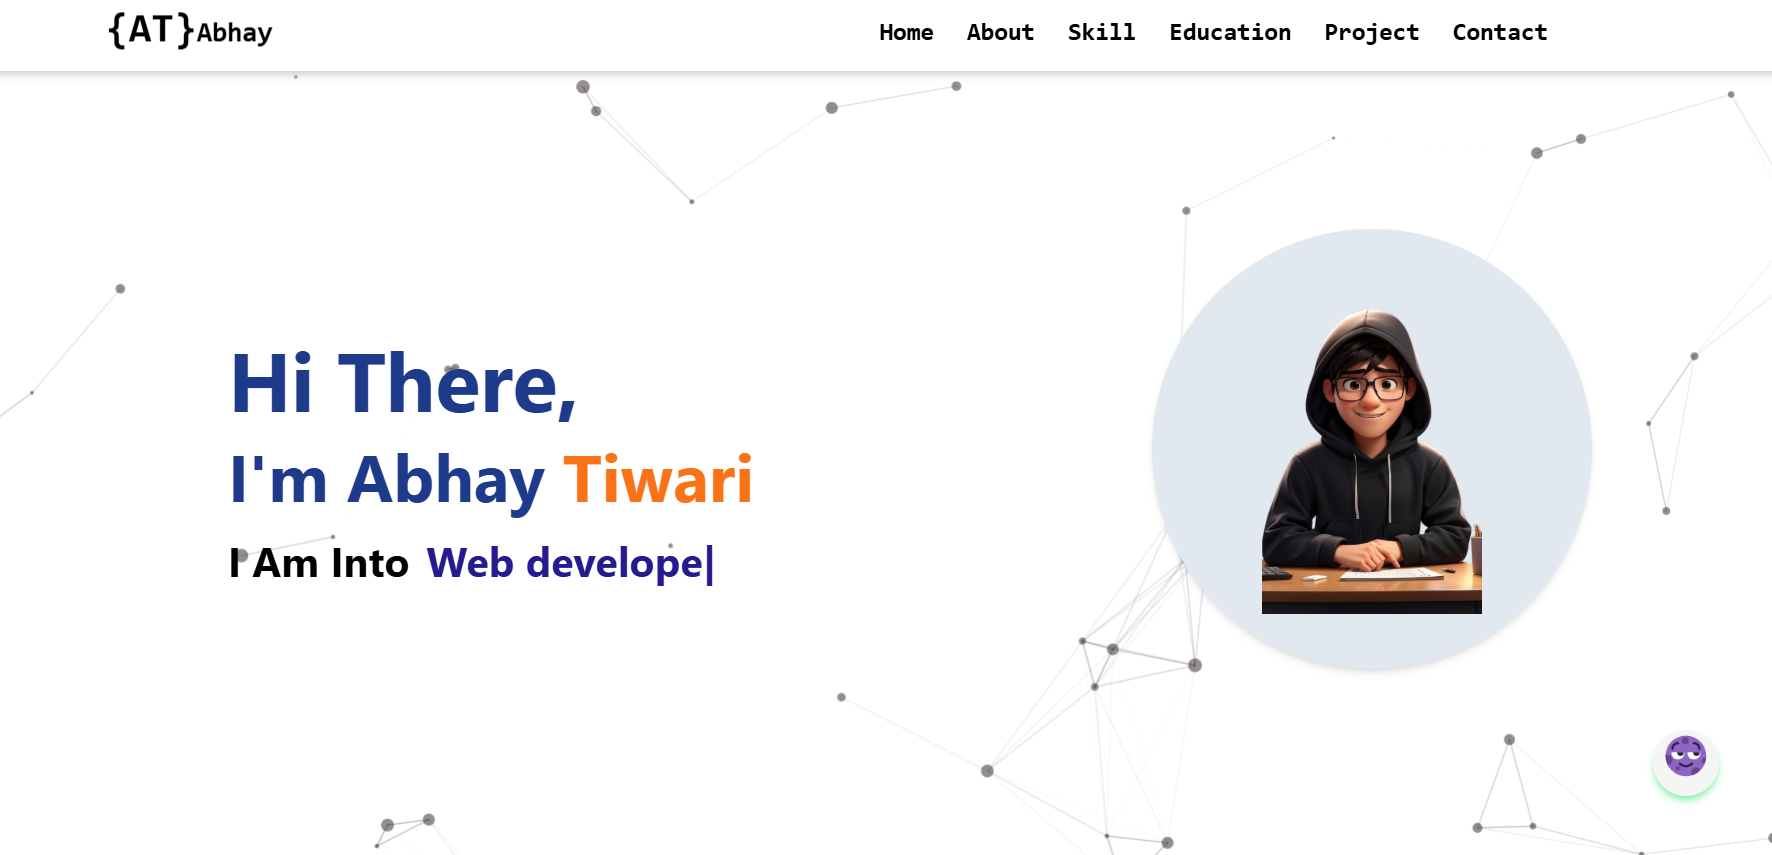 {AT}Abhay
Home About Skill Education Project Contact
Hi There,
I'm Abhay Tiwari
I Am Into Web develope|